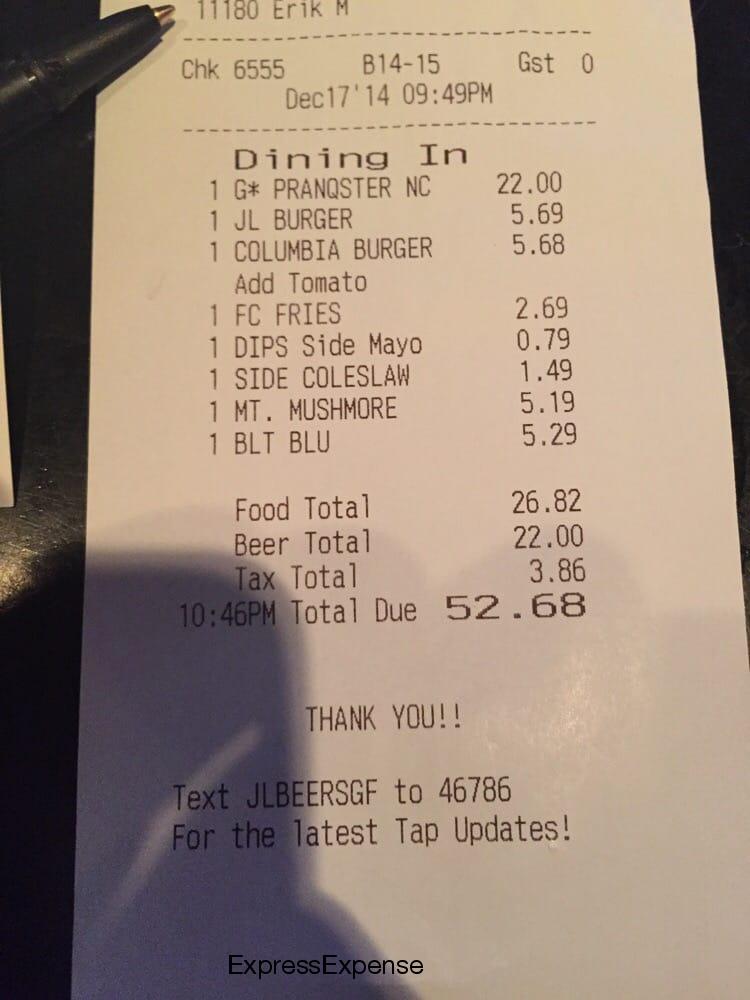 11180 Erik M
Chk 6555 B14-15 Gst 0
Dec17'14 09:49PM
Dining In
1 G* PRANQSTER NC 22.00
1 JL BURGER 5.69
1 COLUMBIA BURGER 5.68
Add Tomato
1 FC FRIES 2.69
1 DIPS Side Mayo 0.79
1 SIDE COLESLAW 1.49
1 MT. MUSHMORE 5.19
1 BLT BLU 5.29
Food Total 26.82
Beer Total 22.00
Tax Total 3.86
10:46PM Total Due 52.68
THANK YOU!!
Text JLBEERSGF to 46786
For the latest Tap Updates!
ExpressExpense